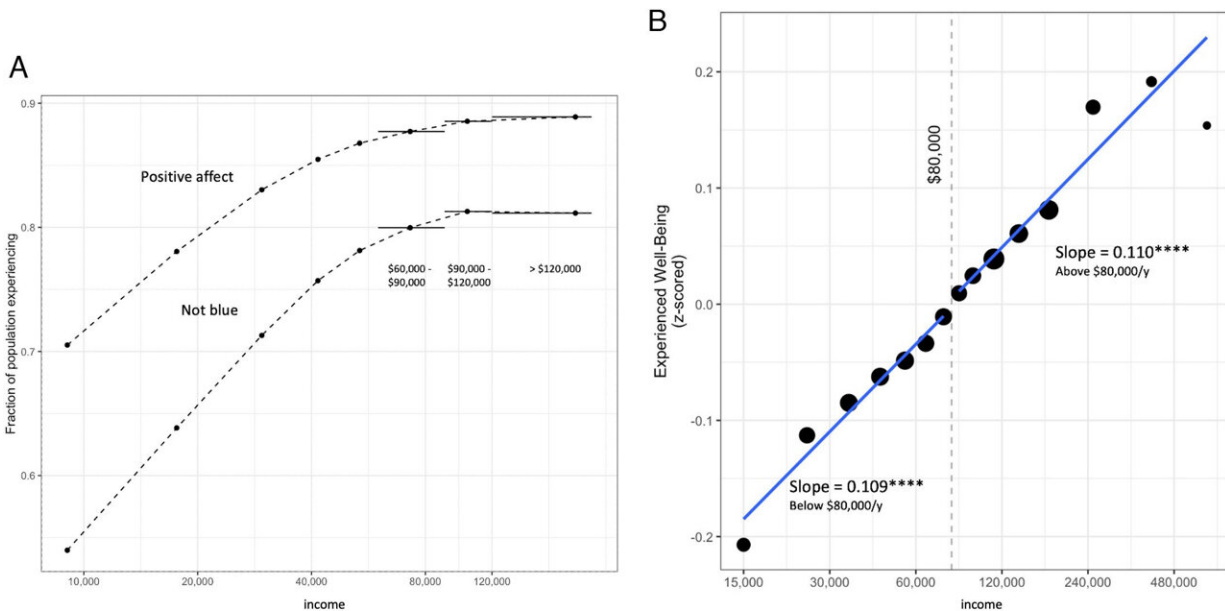 A
Fraction of population experiencing
0.9
0.8
0.7
0.6
Positive affect
Not blue
$60,000 -
$90,000
$90,000 -
$120,000
> $120,000
10,000
20,000
40,000
80,000
120,000
income
B
Experienced Well-Being
(z-scored)
0.2
0.1
0.0
-0.1
-0.2
$80,000
Slope = 0.110****
Above $80,000/y
Slope = 0.109****
Below $80,000/y
15,000
30,000
60,000
120,000
240,000
480,000
income